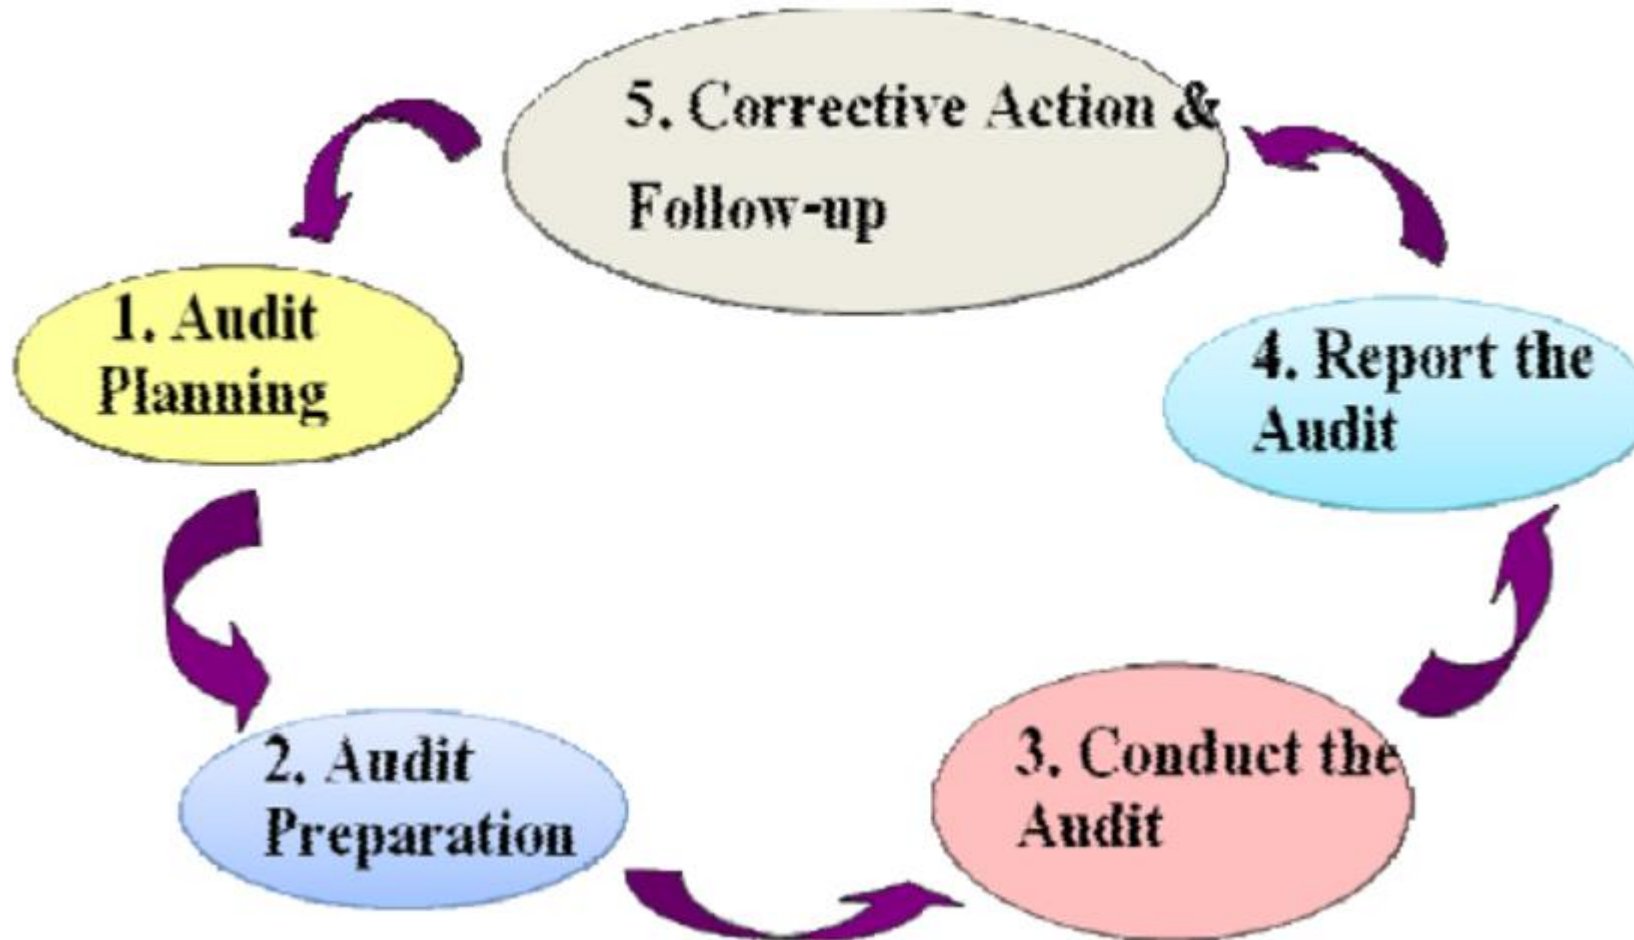 5. Corrective Action &
Follow-up
1. Audit
Planning
4. Report the
Audit
2. Audit
Preparation
3. Conduct the
Audit